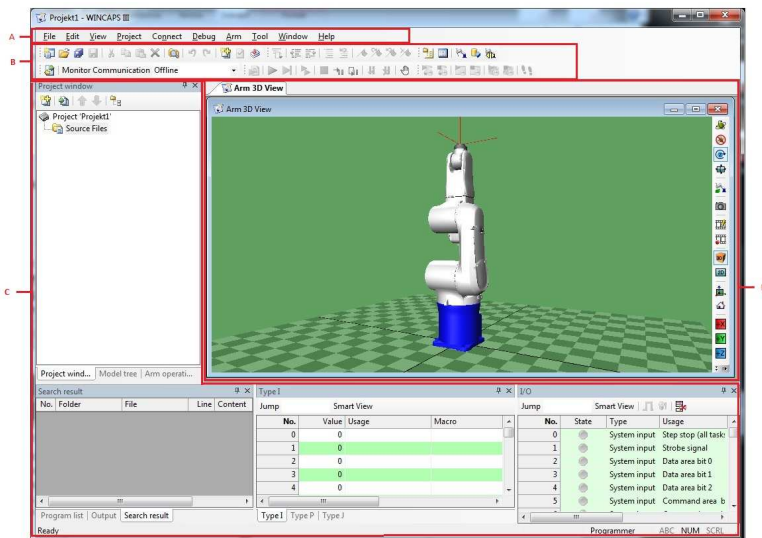 Projekt1 - WINCAPS III
A
File Edit View Project Connect Debug Arm Tool Window Help
B
Monitor Communication Offline
Project window
Project 'Projekt1'
Source Files
Arm 3D View
Arm 3D View
3D
+X
+Y
+Z
C
Project wind... Model tree Arm operati...
Search result
No. Folder File Line Content
Program list Output Search result
Type I
Jump Smart View
No. Value Usage Macro
0 0
1 0
2 0
3 0
4 0
Type I Type P Type J
I/O
Jump Smart View
No. State Type Usage
0 System input Step stop (all task:
1 System input Strobe signal
2 System input Data area bit 0
3 System input Data area bit 1
4 System input Data area bit 2
5 System input Command area b
Ready
Programmer ABC NUM SCRL